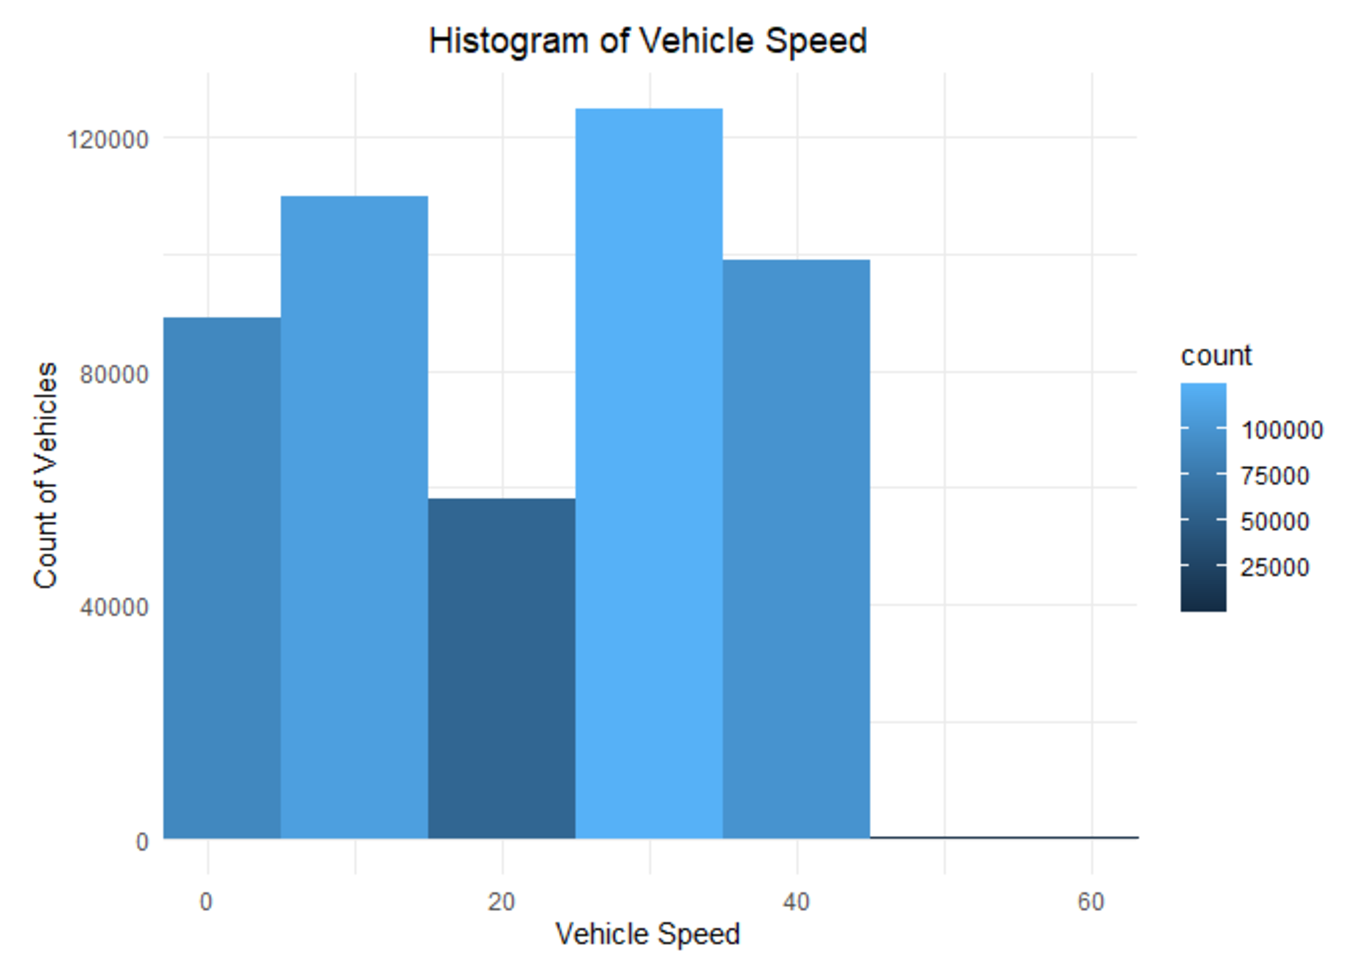 Histogram of Vehicle Speed
120000
80000
40000
0
Count of Vehicles
0 20 40 60
Vehicle Speed
count
100000
75000
50000
25000